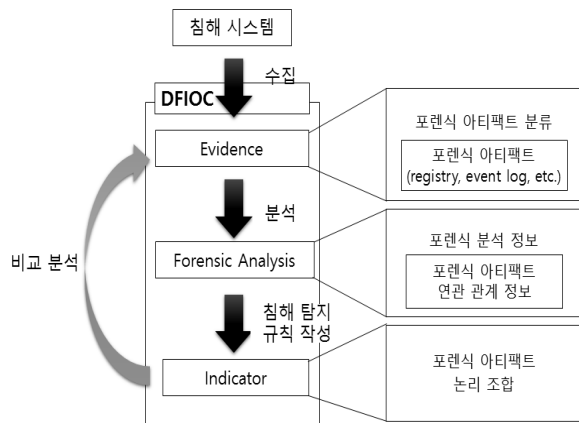 침해 시스템
수집
DFIOC
Evidence
포렌식 아티팩트 분류
포렌식 아티팩트
(registry, event log, etc.)
분석
비교 분석
Forensic Analysis
포렌식 분석 정보
포렌식 아티팩트
연관 관계 정보
침해 탐지
규칙 작성
Indicator
포렌식 아티팩트
논리 조합